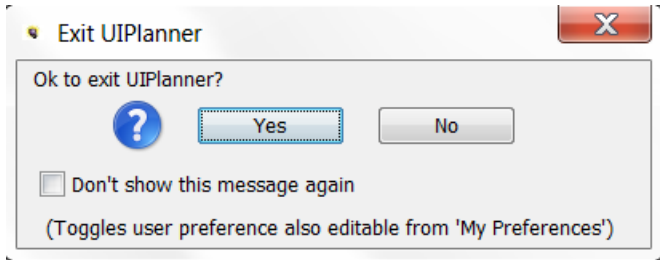 Exit UIPlanner
Ok to exit UIPlanner?
Yes No
Don't show this message again
(Toggles user preference also editable from 'My Preferences')